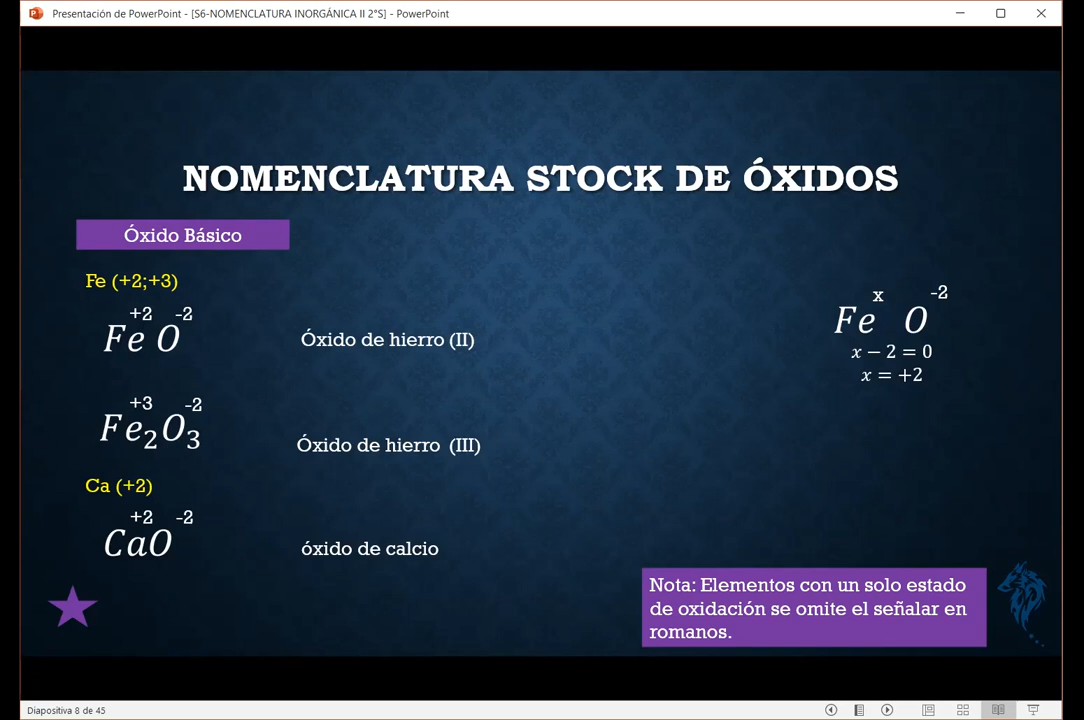 Presentación de PowerPoint - [S6-NOMENCLATURA INORGÁNICA II 2°S] - PowerPoint
NOMENCLATURA STOCK DE ÓXIDOS
Óxido Básico
Fe (+2;+3)
+2 -2
Fe O
Óxido de hierro (II)
x -2
Fe O
x − 2 = 0
x = +2
+3 -2
Fe₂O₃
Óxido de hierro (III)
Ca (+2)
+2 -2
CaO
óxido de calcio
Nota: Elementos con un solo estado
de oxidación se omite el señalar en
romanos.
Diapositiva 8 de 45